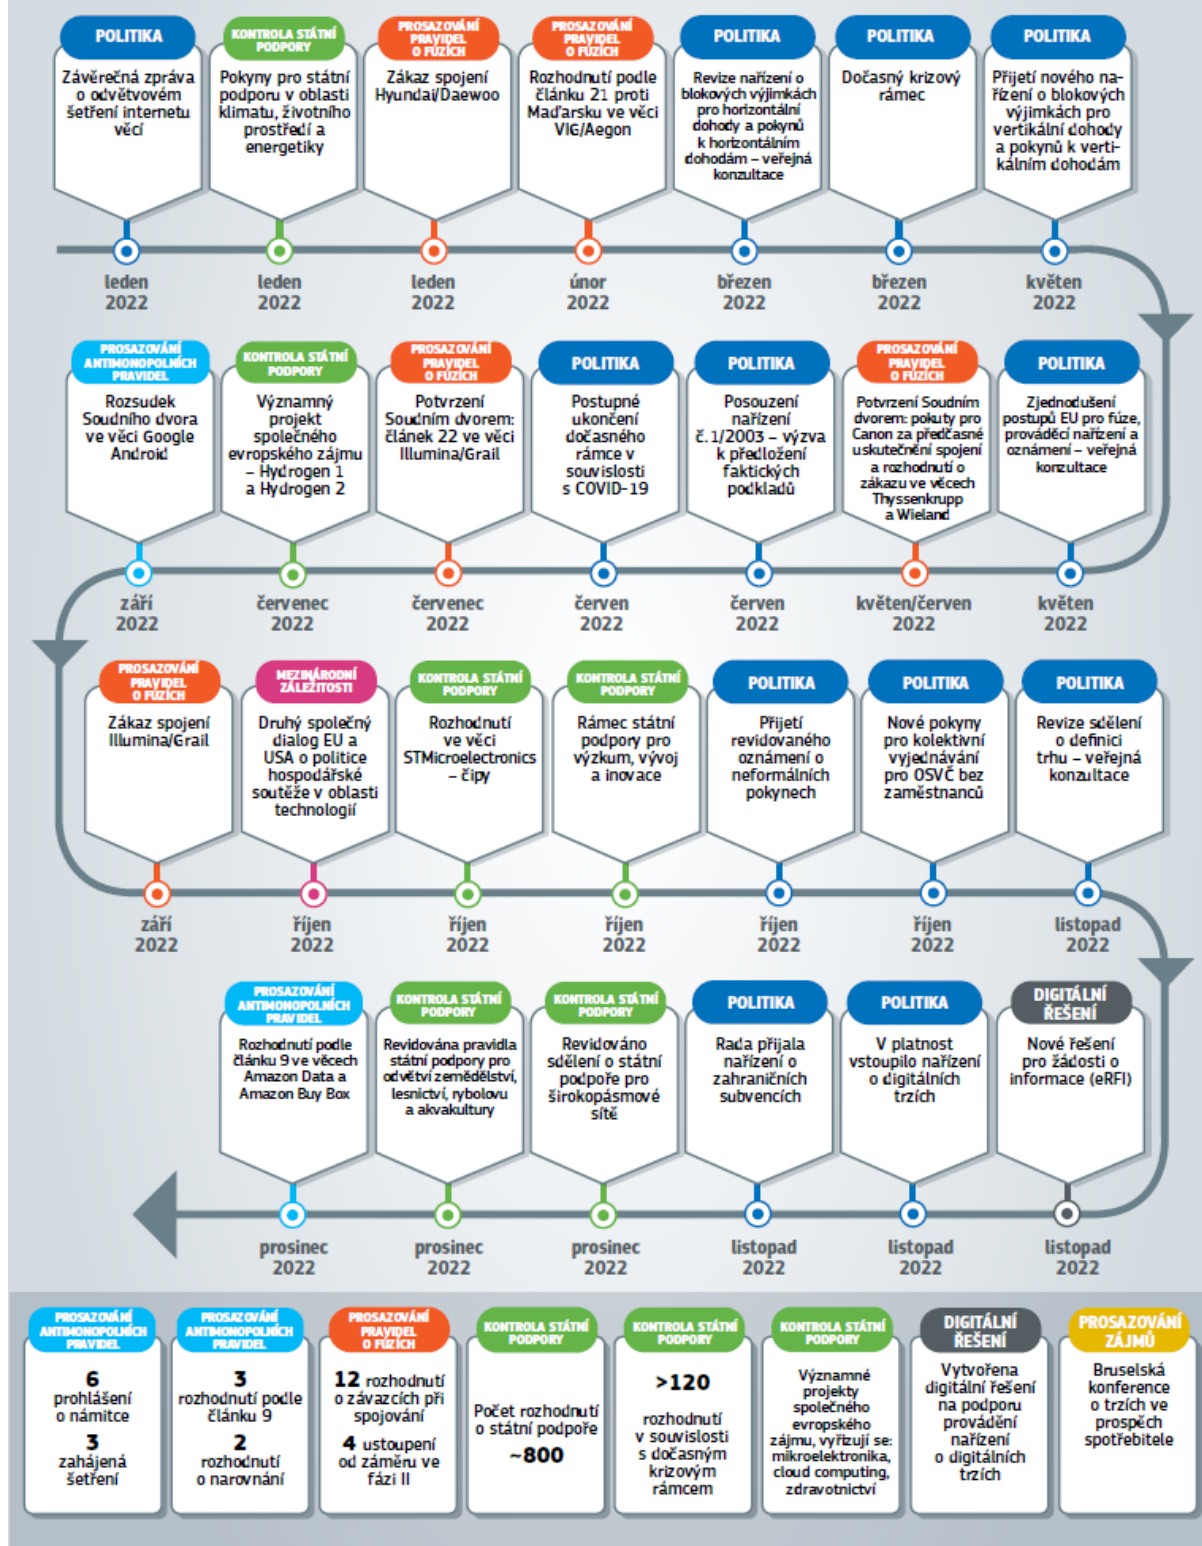 POLITIKA
Závěrečná zpráva
o odvětvovém
šetření internetu
věcí
leden
2022
KONTROLA STÁTNÍ
PODPORY
Pokyny pro státní
podporu v oblasti
klimatu, životního
prostředí a
energetiky
leden
2022
PROSAZOVÁNÍ
PRAVIDEL
O FÚZÍCH
Zákaz spojení
Hyundai/Daewoo
leden
2022
PROSAZOVÁNÍ
PRAVIDEL
O FÚZÍCH
Rozhodnutí podle
článku 21 proti
Maďarsku ve věci
VIG/Aegon
únor
2022
POLITIKA
Revize nařízení o
blokových výjimkách
pro horizontální
dohody a pokynů
k horizontálním
dohodám – veřejná
konzultace
březen
2022
POLITIKA
Dočasný krizový
rámec
březen
2022
POLITIKA
Přijetí nového na-
řízení o blokových
výjimkách pro
vertikální dohody
a pokynů k verti-
kálním dohodám
květen
2022
PROSAZOVÁNÍ
ANTIMONOPOLNÍCH
PRAVIDEL
Rozsudek
Soudního dvora
ve věci Google
Android
září
2022
KONTROLA STÁTNÍ
PODPORY
Významný
projekt
společného
evropského zájmu
– Hydrogen 1
a Hydrogen 2
červenec
2022
PROSAZOVÁNÍ
PRAVIDEL
O FÚZÍCH
Potvrzení
Soudním dvorem:
článek 22 ve věci
Illumina/Grail
červenec
2022
POLITIKA
Postupné
ukončení
dočasného
rámce v
souvislosti
s COVID-19
červen
2022
POLITIKA
Posouzení
nařízení
č.1/2003 – výzva
k předložení
faktických
podkladů
červen
2022
PROSAZOVÁNÍ
PRAVIDEL
O FÚZÍCH
Potvrzení Soudním
dvorem: pokuty pro
Canon za předčasné
uskutečnění spojení
a rozhodnutí o
zákazu ve věcech
Thyssenkrupp
a Wieland
květen/červen
2022
POLITIKA
Zjednodušení
postupů EU pro fúze,
prováděcí nařízení a
oznámení – veřejná
konzultace
květen
2022
PROSAZOVÁNÍ
PRAVIDEL
O FÚZÍCH
Zákaz spojení
Illumina/Grail
září
2022
MEZINÁRODNÍ
ZÁLEŽITOSTI
Druhý společný
dialog EU a
USA o politice
hospodářské
soutěže v oblasti
technologií
říjen
2022
KONTROLA STÁTNÍ
PODPORY
Rozhodnutí
ve věci
STMicroelectronics
– čipy
říjen
2022
KONTROLA STÁTNÍ
PODPORY
Rámec státní
podpory pro
výzkum, vývoj
a inovace
říjen
2022
POLITIKA
Přijetí
revidovaného
oznámení o
neformálních
pokynech
říjen
2022
POLITIKA
Nové pokyny
pro kolektivní
vyjednávání
pro OSVČ bez
zaměstnanců
říjen
2022
POLITIKA
Revize sdělení
o definici
trhu – veřejná
konzultace
listopad
2022
PROSAZOVÁNÍ
ANTIMONOPOLNÍCH
PRAVIDEL
Rozhodnutí podle
článku 9 ve věcech
Amazon Data a
Amazon Buy Box
prosinec
2022
KONTROLA STÁTNÍ
PODPORY
Revidována pravidla
státní podpory pro
odvětví zemědělství,
lesnictví, rybolovu
a akvakultury
prosinec
2022
KONTROLA STÁTNÍ
PODPORY
Revidováno
sdělení o státní
podpoře pro
širokopásmové
sítě
prosinec
2022
POLITIKA
Rada přijala
nařízení o
zahraničních
subvencích
listopad
2022
POLITIKA
V platnost
vstoupilo nařízení
o digitálních
trzích
listopad
2022
DIGITÁLNÍ
ŘEŠENÍ
Nové řešení
pro žádosti o
informace (eRFI)
listopad
2022
PROSAZOVÁNÍ
ANTIMONOPOLNÍCH
PRAVIDEL
6
prohlášení
o námitce
3
zahájená
šetření
PROSAZOVÁNÍ
ANTIMONOPOLNÍCH
PRAVIDEL
3
rozhodnutí podle
článku 9
2
rozhodnutí
o narovnání
PROSAZOVÁNÍ
PRAVIDEL
O FÚZÍCH
12 rozhodnutí
o závazcích při
spojování
4 ustoupení
od záměru ve
fázi II
KONTROLA STÁTNÍ
PODPORY
Počet rozhodnutí
o státní podpoře
~800
KONTROLA STÁTNÍ
PODPORY
>120
rozhodnutí
v souvislosti
s dočasným
krizovým
rámcem
KONTROLA STÁTNÍ
PODPORY
Významné
projekty
společného
evropského
zájmu, vyřizují se:
mikroelektronika,
cloud computing,
zdravotnictví
DIGITÁLNÍ
ŘEŠENÍ
Vytvořena
digitální řešení
na podporu
provádění
nařízení
o digitálních
trzích
PROSAZOVÁNÍ
ZÁJMŮ
Bruselská
konference
o trzích ve
prospěch
spotřebitele